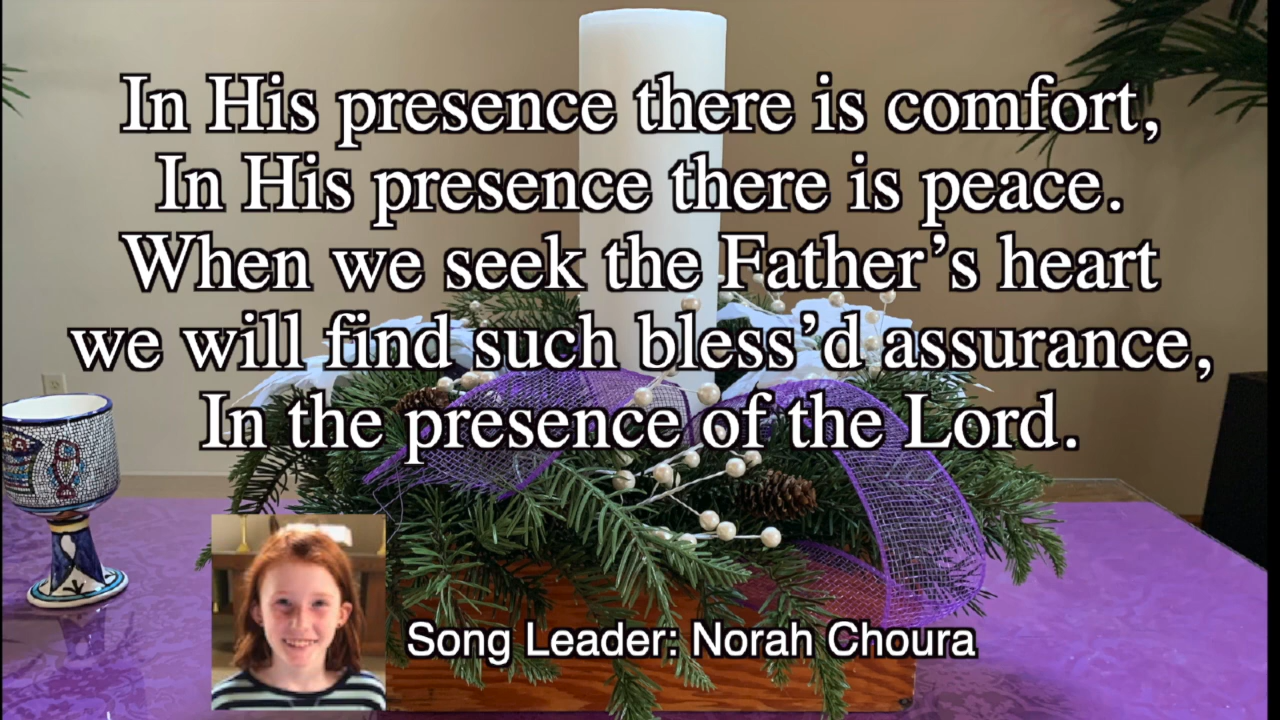 In His presence there is comfort,
In His presence there is peace.
When we seek the Father’s heart
we will find such bless’d assurance,
In the presence of the Lord.
Song Leader: Norah Choura